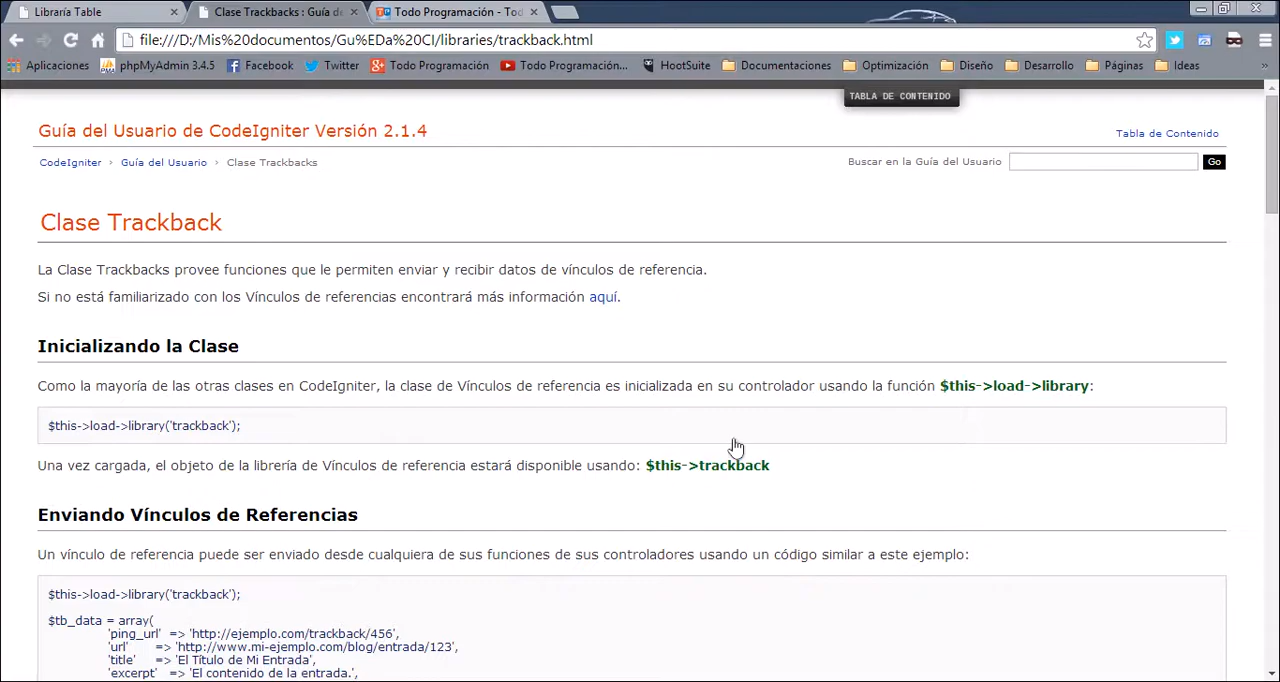 Libraría Table
Clase Trackbacks : Guía de
Todo Programación - Tod
file:///D:/Mis%20documentos/Gu%EDa%20CI/libraries/trackback.html
Aplicaciones phpMyAdmin 3.4.5 Facebook Twitter Todo Programación Todo Programación... HootSuite Documentaciones Optimización Diseño Desarrollo Páginas Ideas »
TABLA DE CONTENIDO
Guía del Usuario de CodeIgniter Versión 2.1.4
Tabla de Contenido
CodeIgniter › Guía del Usuario › Clase Trackbacks
Buscar en la Guía del Usuario Go
Clase Trackback
La Clase Trackbacks provee funciones que le permiten enviar y recibir datos de vínculos de referencia.
Si no está familiarizado con los Vínculos de referencias encontrará más información aquí.
Inicializando la Clase
Como la mayoría de las otras clases en CodeIgniter, la clase de Vínculos de referencia es inicializada en su controlador usando la función $this->load->library:
$this->load->library('trackback');
Una vez cargada, el objeto de la librería de Vínculos de referencia estará disponible usando: $this->trackback
Enviando Vínculos de Referencias
Un vínculo de referencia puede ser enviado desde cualquiera de sus funciones de sus controladores usando un código similar a este ejemplo:
$this->load->library('trackback');
$tb_data = array(
'ping_url' => 'http://ejemplo.com/trackback/456',
'url' => 'http://www.mi-ejemplo.com/blog/entrada/123',
'title' => 'El Título de Mi Entrada',
'excerpt' => 'El contenido de la entrada.',